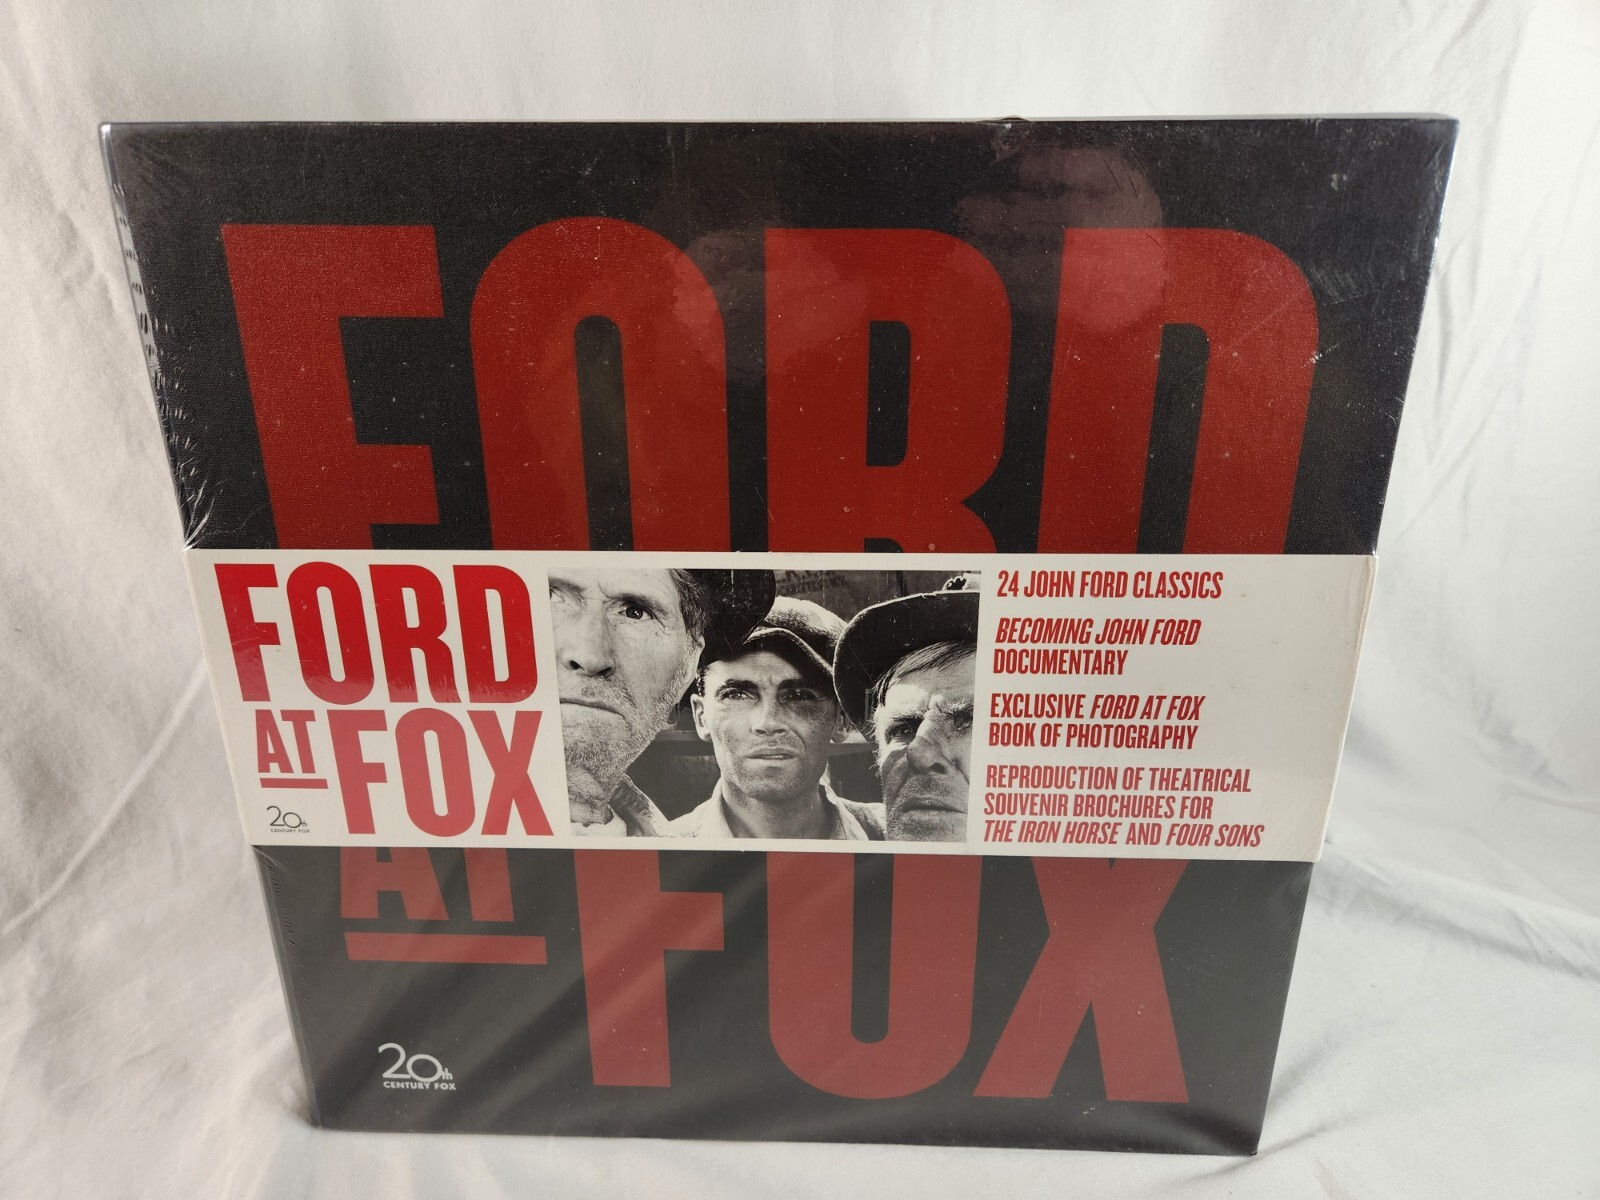 FORD
FORD
AT FOX
20th
CENTURY FOX
24 JOHN FORD CLASSICS
BECOMING JOHN FORD
DOCUMENTARY
EXCLUSIVE FORD AT FOX
BOOK OF PHOTOGRAPHY
REPRODUCTION OF THEATRICAL
SOUVENIR BROCHURES FOR
THE IRON HORSE AND FOUR SONS
AT FOX
20th
CENTURY FOX